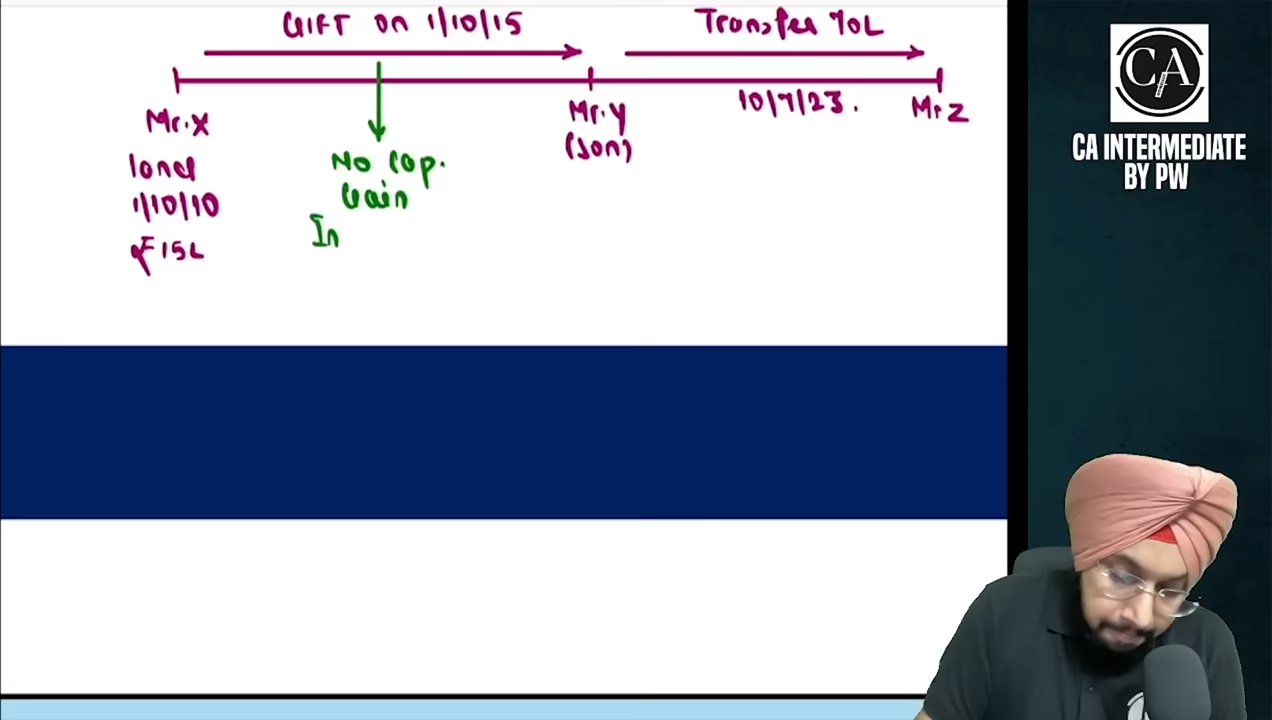 GIFT on 1/10/15
Transfer 70L
Mr. X
Mr. Y
(son)
10/7/23.
Mr Z
land
1/10/10
₹15L
No cap.
Gain
In
CA
CA INTERMEDIATE
BY PW